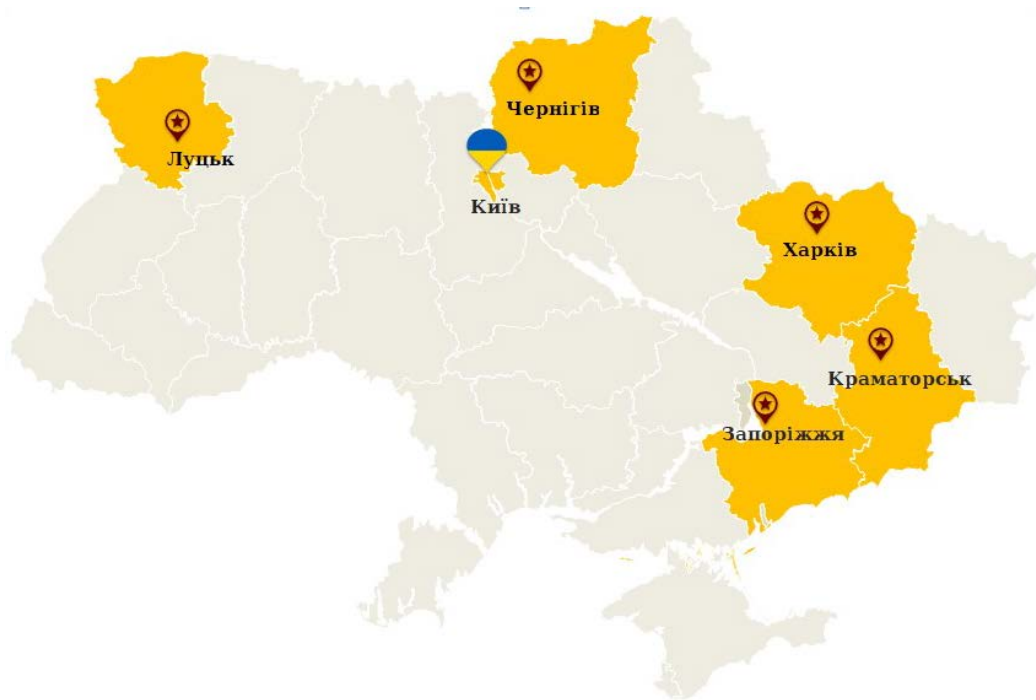 Чернігів
Луцьк
Київ
Харків
Краматорськ
Запоріжжя